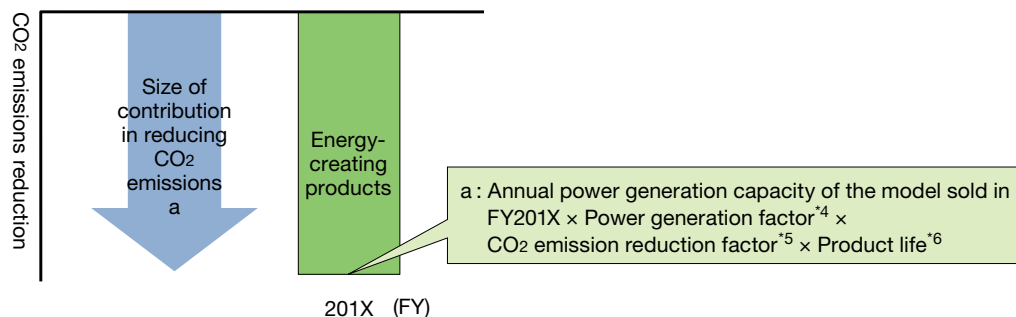 CO2 emissions reduction
Size of
contribution
in reducing
CO2
emissions
a
Energy-
creating
products
a : Annual power generation capacity of the model sold in
FY201X × Power generation factor*4 ×
CO2 emission reduction factor*5 × Product life*6
201X (FY)